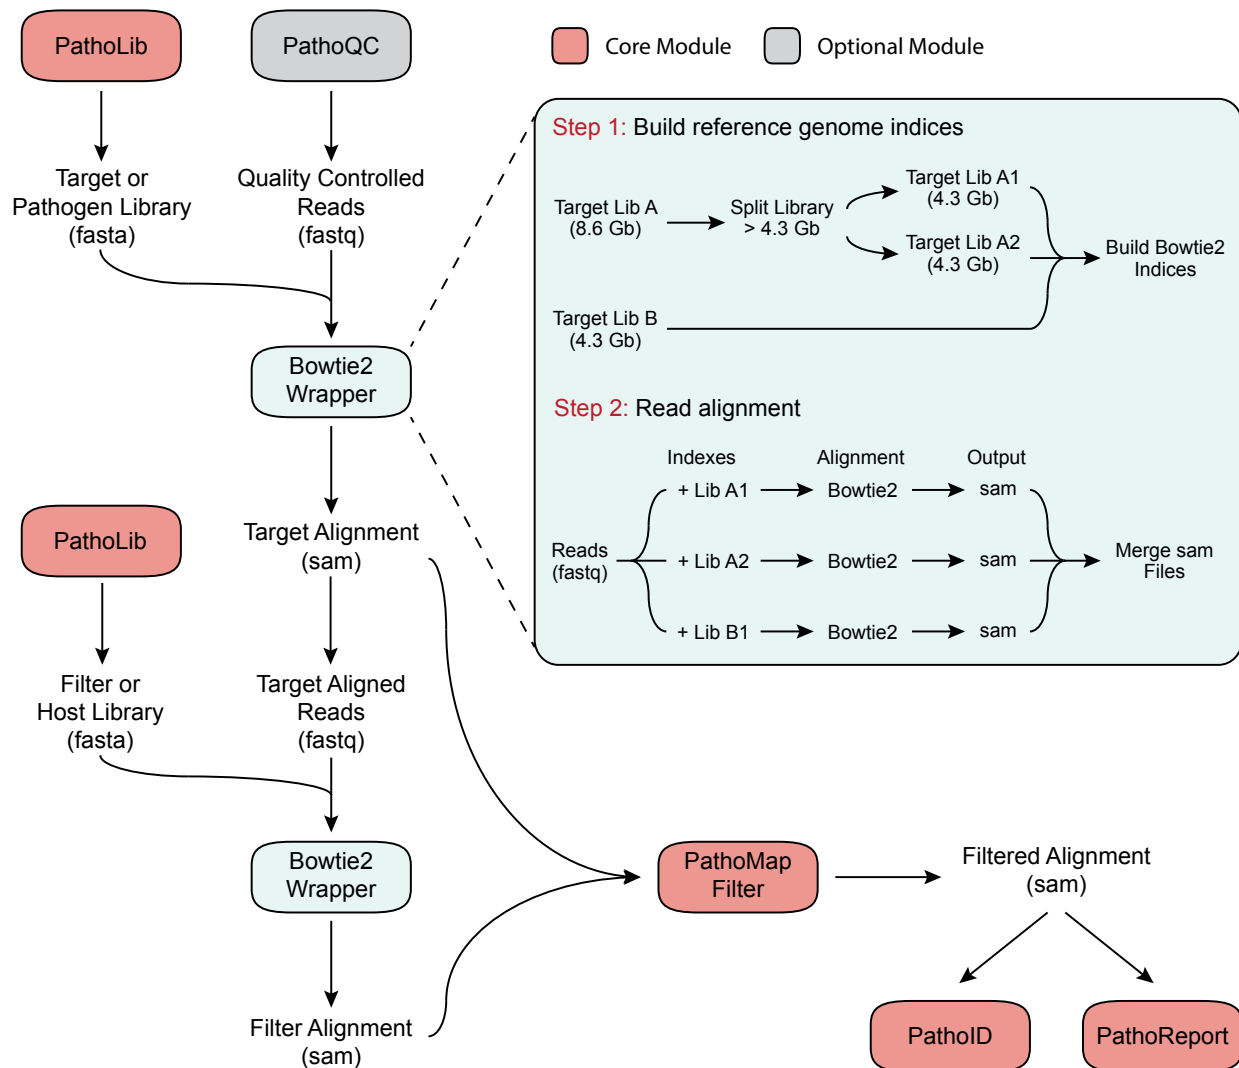 PathoLib
PathoQC
Core Module
Optional Module
Target or
Pathogen Library
(fasta)
Quality Controlled
Reads
(fastq)
Bowtie2
Wrapper
Step 1: Build reference genome indices
Target Lib A
(8.6 Gb)
Split Library
> 4.3 Gb
Target Lib A1
(4.3 Gb)
Target Lib A2
(4.3 Gb)
Build Bowtie2
Indices
Target Lib B
(4.3 Gb)
Step 2: Read alignment
Indexes
Alignment
Output
Reads
(fastq)
+ Lib A1
Bowtie2
sam
+ Lib A2
Bowtie2
sam
+ Lib B1
Bowtie2
sam
Merge sam
Files
PathoLib
Target Alignment
(sam)
Filter or
Host Library
(fasta)
Target Aligned
Reads
(fastq)
Bowtie2
Wrapper
Filter Alignment
(sam)
PathoMap
Filter
Filtered Alignment
(sam)
PathoID
PathoReport